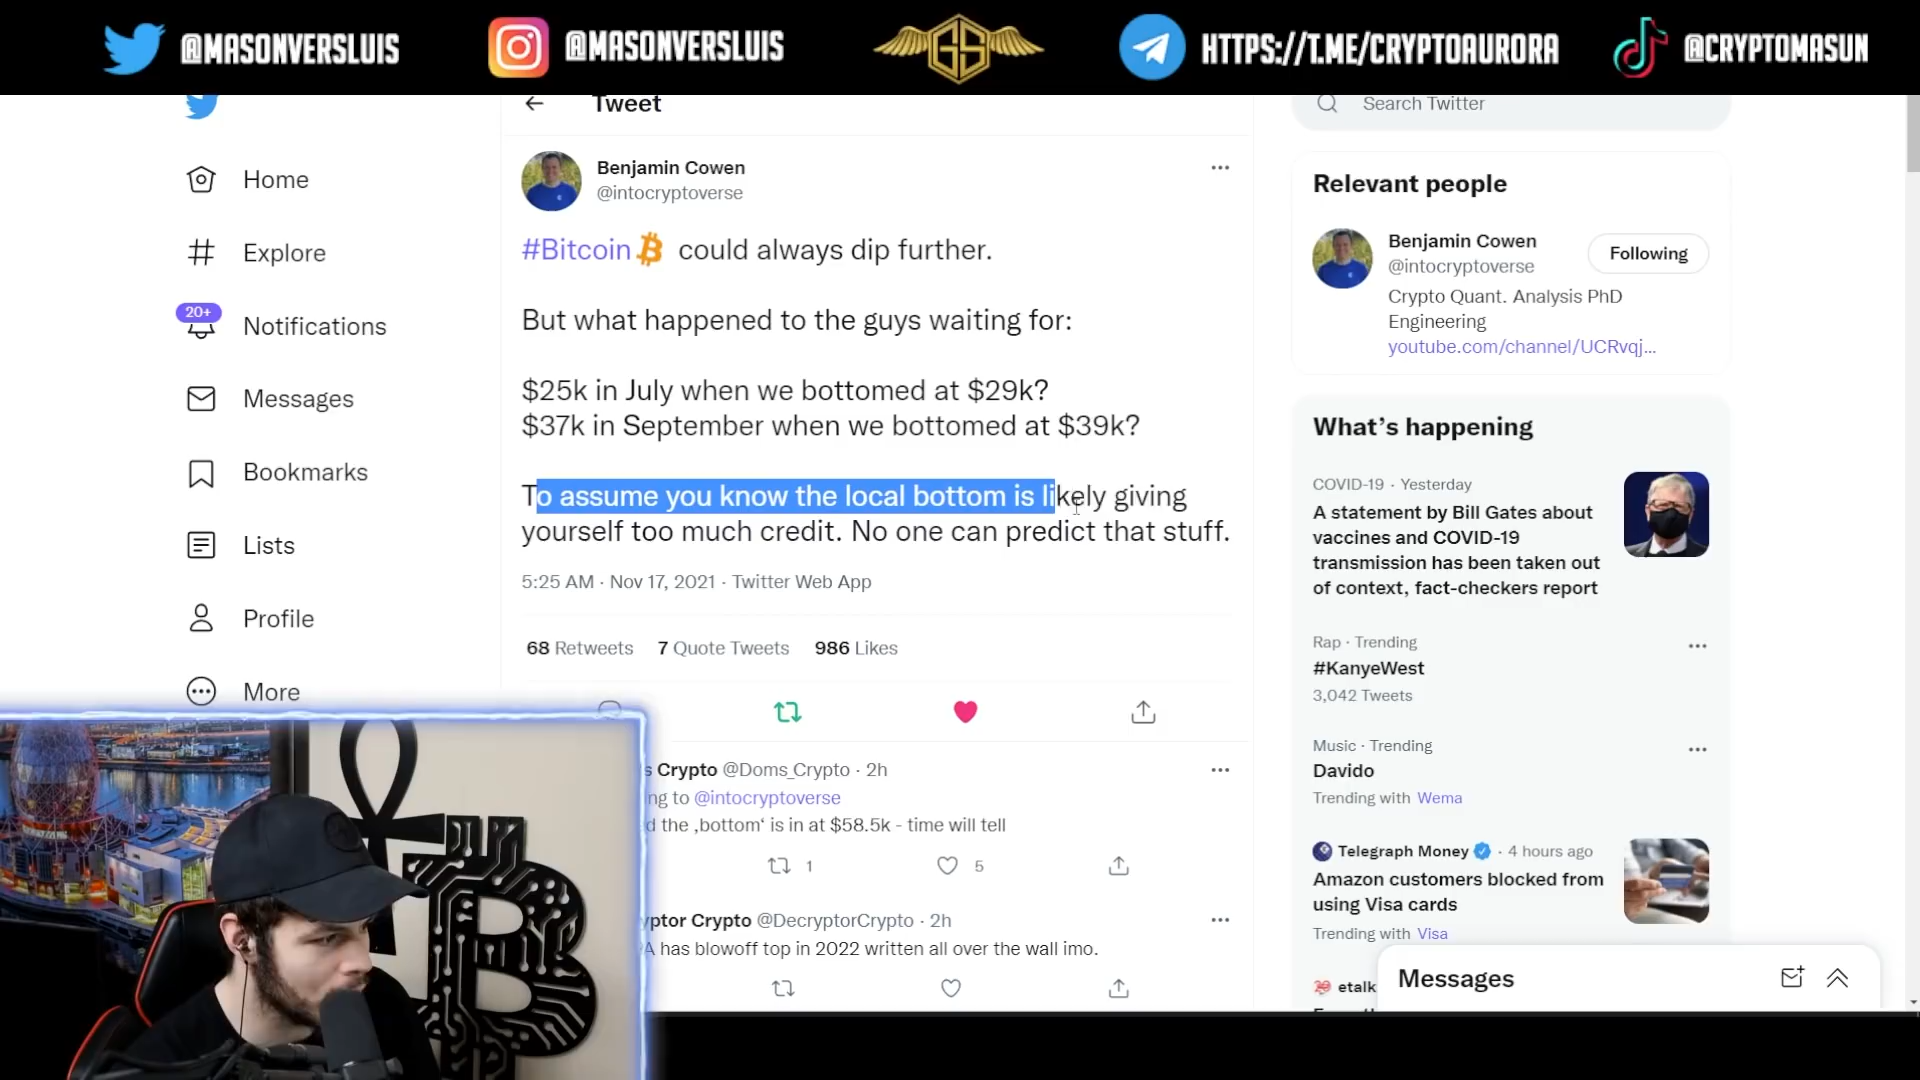 @MASONVERSLUIS
@MASONVERSLUIS
GS
HTTPS://T.ME/CRYPTOAURORA
@CRYPTOMASUN
Tweet
Search Twitter
Home
Explore
20+
Notifications
Messages
Bookmarks
Lists
Profile
More
Benjamin Cowen
@intocryptoverse
#Bitcoin could always dip further.
But what happened to the guys waiting for:
$25k in July when we bottomed at $29k?
$37k in September when we bottomed at $39k?
To assume you know the local bottom is likely giving
yourself too much credit. No one can predict that stuff.
5:25 AM · Nov 17, 2021 · Twitter Web App
68 Retweets 7 Quote Tweets 986 Likes
s Crypto @Doms_Crypto · 2h
ng to @intocryptoverse
d the ‚bottom‘ is in at $58.5k - time will tell
1
5
yptor Crypto @DecryptorCrypto · 2h
A has blowoff top in 2022 written all over the wall imo.
Relevant people
Benjamin Cowen
@intocryptoverse
Following
Crypto Quant. Analysis PhD
Engineering
youtube.com/channel/UCRvqj…
What’s happening
COVID-19 · Yesterday
A statement by Bill Gates about
vaccines and COVID-19
transmission has been taken out
of context, fact-checkers report
Rap · Trending
#KanyeWest
3,042 Tweets
Music · Trending
Davido
Trending with Wema
Telegraph Money · 4 hours ago
Amazon customers blocked from
using Visa cards
Trending with Visa
etalk
Messages